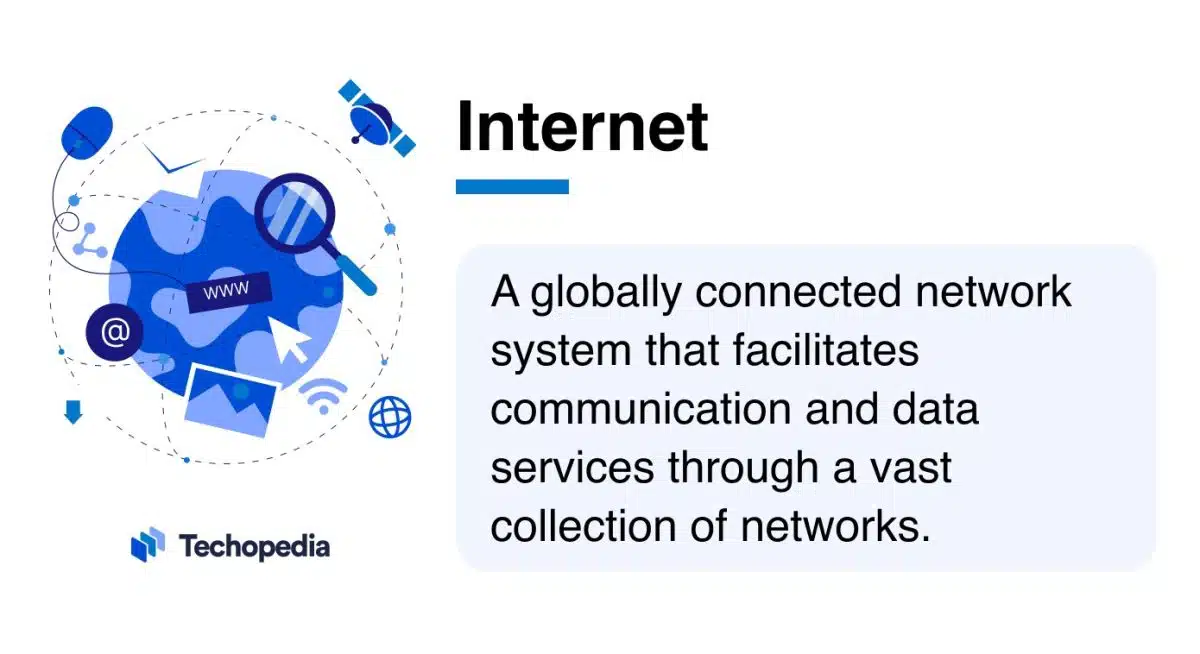 Internet
A globally connected network
system that facilitates
communication and data
services through a vast
collection of networks.
WWW
@
Techopedia